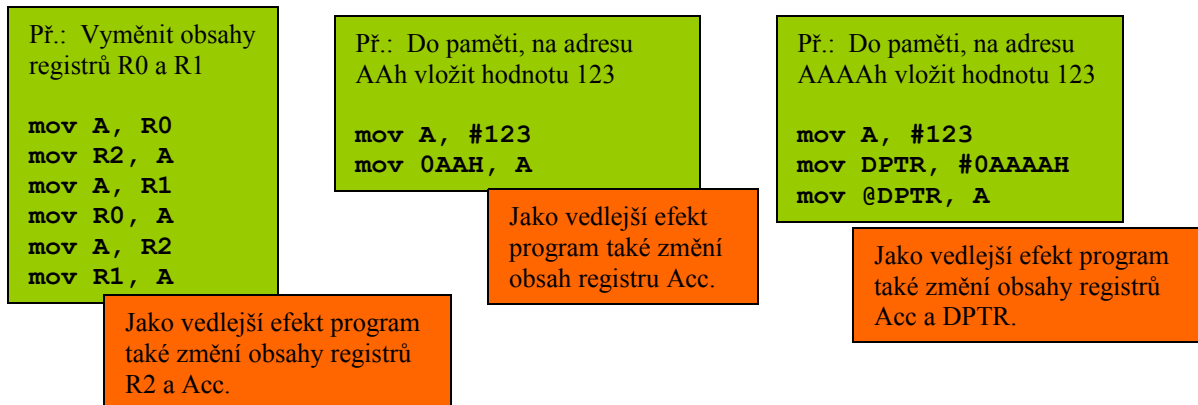 Př.:  Vyměnit obsahy
registrů R0 a R1
mov A, R0
mov R2, A
mov A, R1
mov R0, A
mov A, R2
mov R1, A
Jako vedlejší efekt program
také změní obsahy registrů
R2 a Acc.
Př.:  Do paměti, na adresu
AAh vložit hodnotu 123
mov A, #123
mov 0AAH, A
Jako vedlejší efekt
program také změní
obsah registru Acc.
Př.:  Do paměti, na adresu
AAAAh vložit hodnotu 123
mov A, #123
mov DPTR, #0AAAAH
mov @DPTR, A
Jako vedlejší efekt program
také změní obsahy registrů
Acc a DPTR.